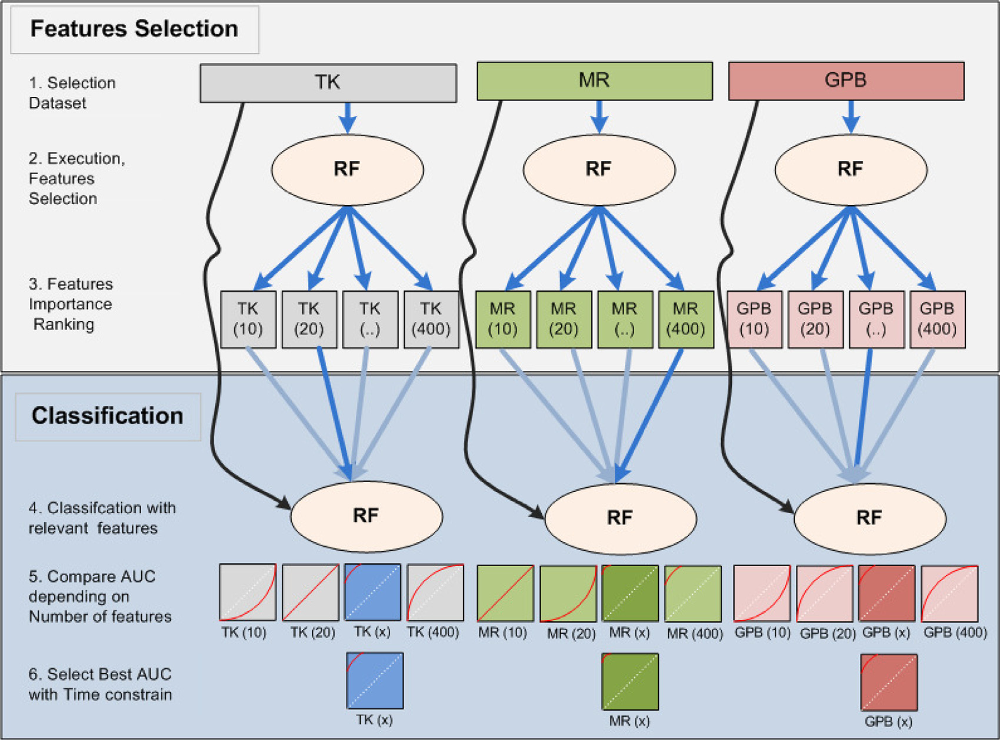 Features Selection
1. Selection
Dataset
TK
MR
GPB
2. Execution,
Features
Selection
RF
RF
RF
3. Features
Importance
Ranking
TK
(10)
TK
(20)
TK
(..)
TK
(400)
MR
(10)
MR
(20)
MR
(..)
MR
(400)
GPB
(10)
GPB
(20)
GPB
(..)
GPB
(400)
Classification
4. Classifcation with
relevant features
RF
RF
RF
5. Compare AUC
depending on
Number of features
TK (10)
TK (20)
TK (x)
TK (400)
MR (10)
MR (20)
MR (x)
MR (400)
GPB (10)
GPB (20)
GPB (x)
GPB (400)
6. Select Best AUC
with Time constrain
TK (x)
MR (x)
GPB (x)